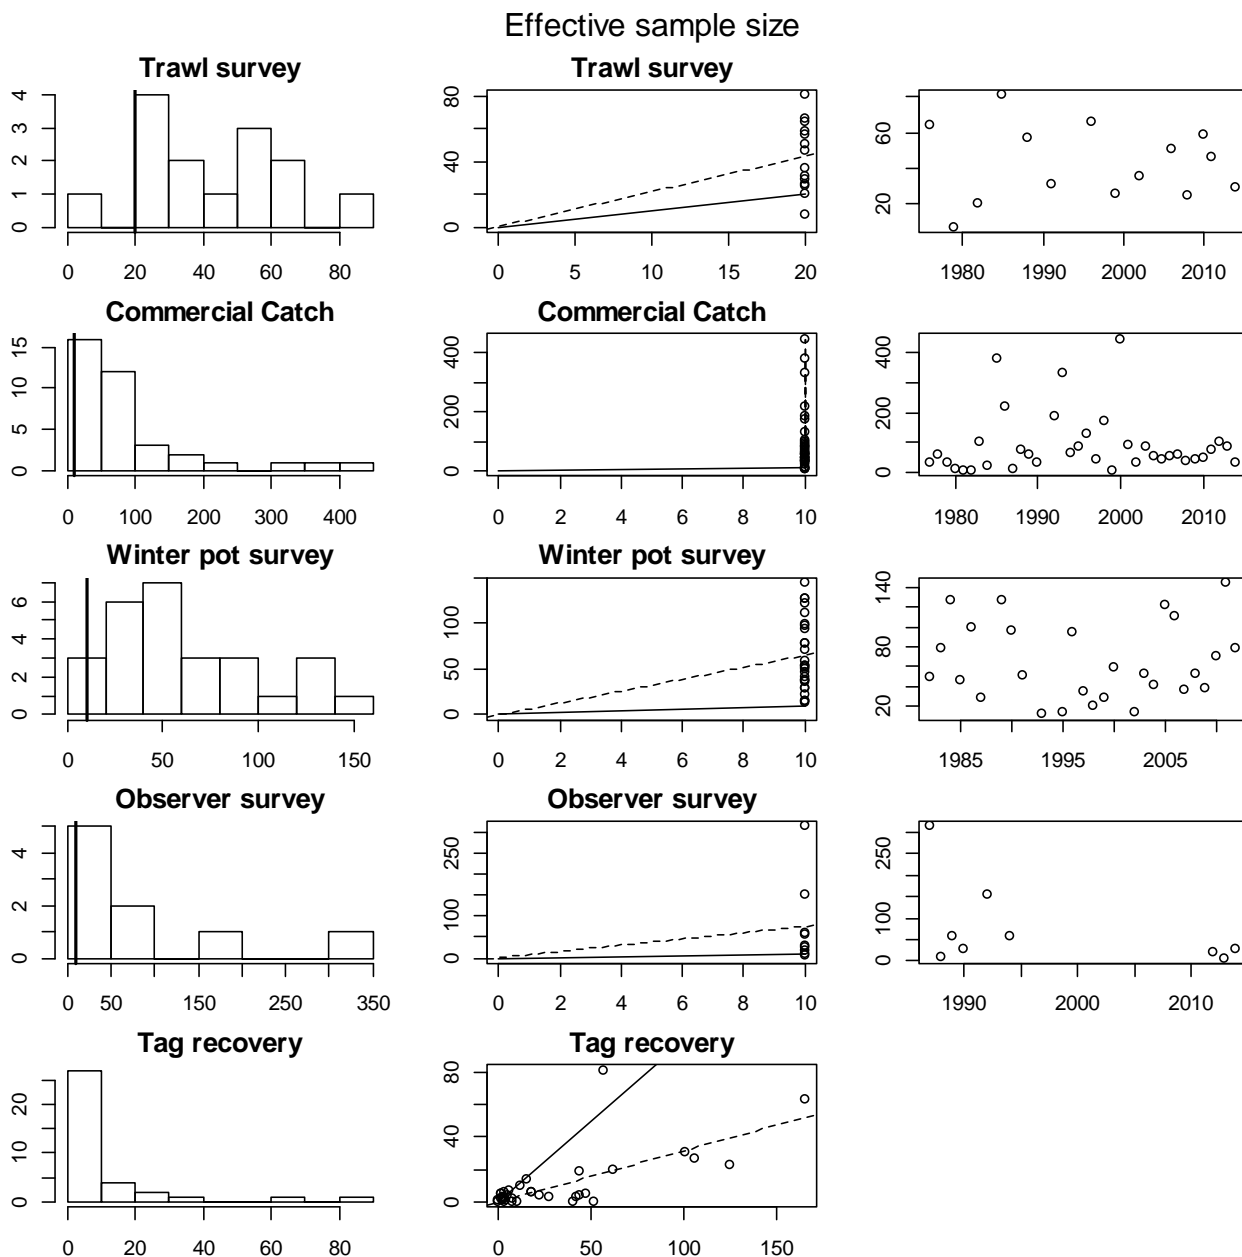 Effective sample size
Trawl survey
Trawl survey
0 1 2 3 4
0 20 40 60 80
0 40 80
0 5 10 15 20
20 60
1980 1990 2000 2010
Commercial Catch
Commercial Catch
0 5 10 15
0 100 200 300 400
0 200 400
0 2 4 6 8 10
0 200 400
1980 1990 2000 2010
Winter pot survey
Winter pot survey
0 2 4 6
0 50 100 150
0 50 100
0 2 4 6 8 10
20 80 140
1985 1995 2005
Observer survey
Observer survey
0 2 4
0 50 150 250 350
0 100 250
0 2 4 6 8 10
0 100 250
1990 2000 2010
Tag recovery
Tag recovery
0 10 20
0 20 40 60 80
0 40 80
0 50 100 150